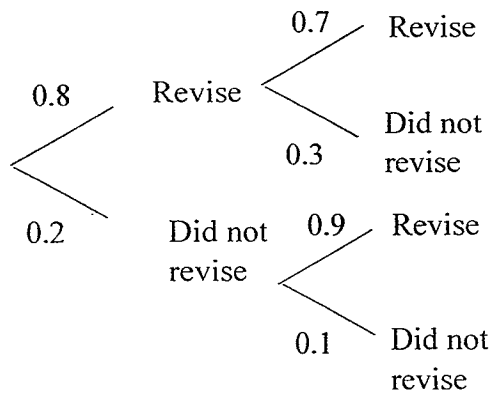 0.7
Revise
0.8
Revise
0.3
Did not
revise
0.2
Did not
revise
0.9
Revise
0.1
Did not
revise